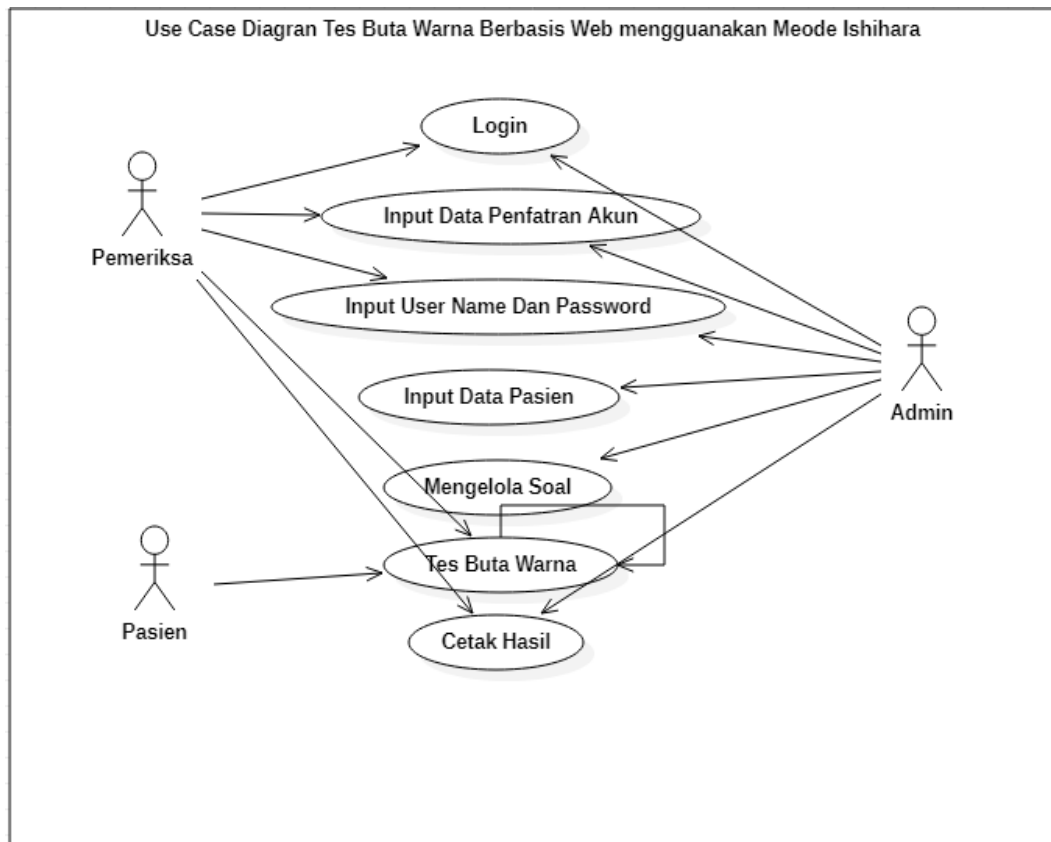 Use Case Diagran Tes Buta Warna Berbasis Web mengguanakan Meode Ishihara
Login
Input Data Penfatran Akun
Pemeriksa
Input User Name Dan Password
Input Data Pasien
Admin
Mengelola Soal
Tes Buta Warna
Pasien
Cetak Hasil